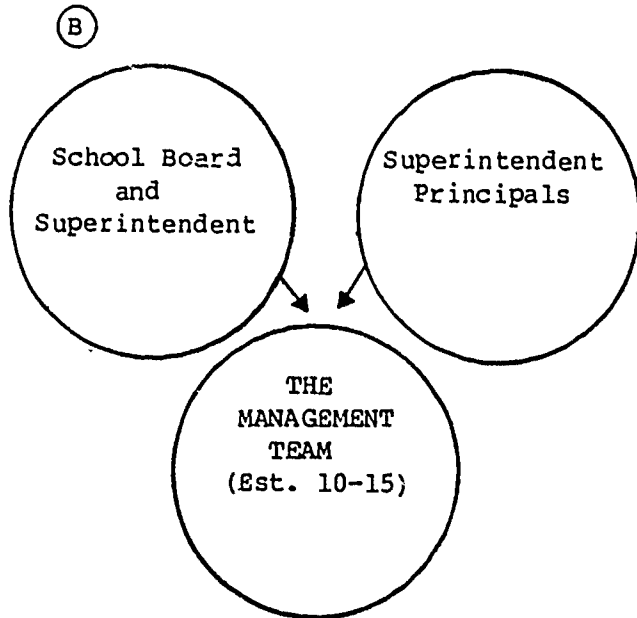 B
School Board
and
Superintendent
Superintendent
Principals
THE
MANAGEMENT
TEAM
(Est. 10-15)